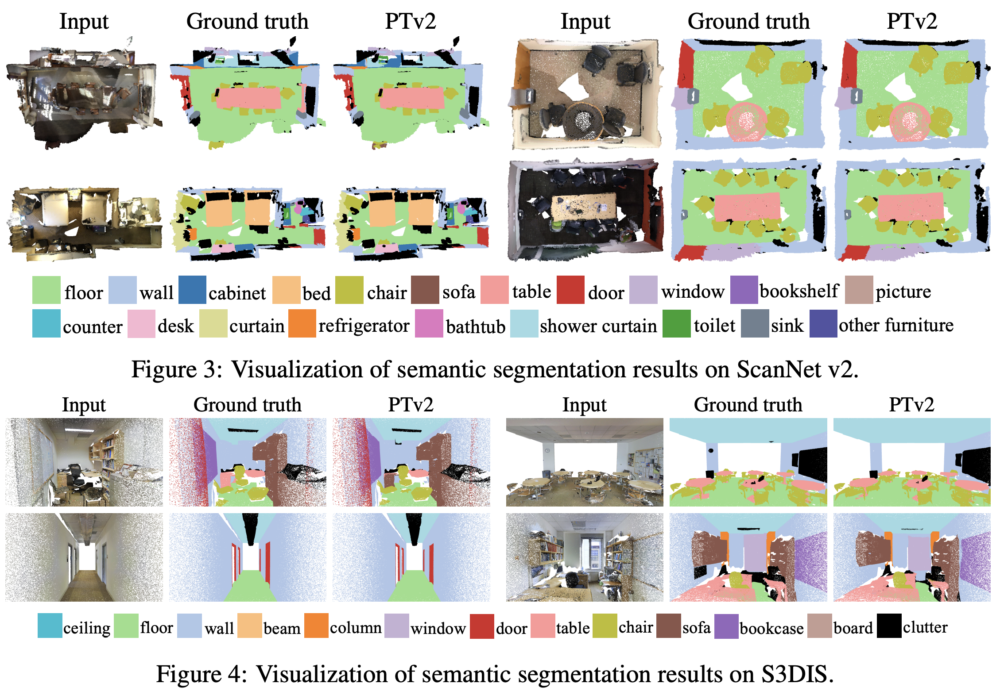 Input Ground truth PTv2 Input Ground truth PTv2
floor wall cabinet bed chair sofa table door window bookshelf picture
counter desk curtain refrigerator bathtub shower curtain toilet sink other furniture
Figure 3: Visualization of semantic segmentation results on ScanNet v2.
Input Ground truth PTv2 Input Ground truth PTv2
ceiling floor wall beam column window door table chair sofa bookcase board clutter
Figure 4: Visualization of semantic segmentation results on S3DIS.